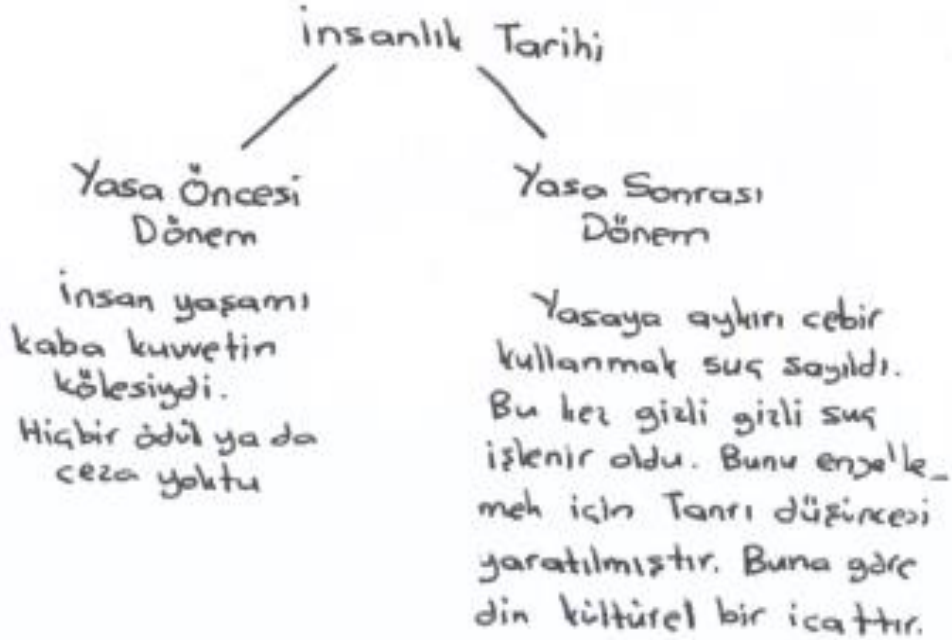 İnsanlık Tarihi
Yasa Öncesi
Dönem
İnsan yaşamı
kaba kuvvetin
kölesiydi.
Hiçbir ödül ya da
ceza yoktu
Yasa Sonrası
Dönem
Yasaya aykırı cebir
kullanmak suç sayıldı.
Bu kez gizli gizli suç
işlenir oldu. Bunu engelle_
mek için Tanrı düşüncesi
yaratılmıştır. Buna göre
din kültürel bir icattır.